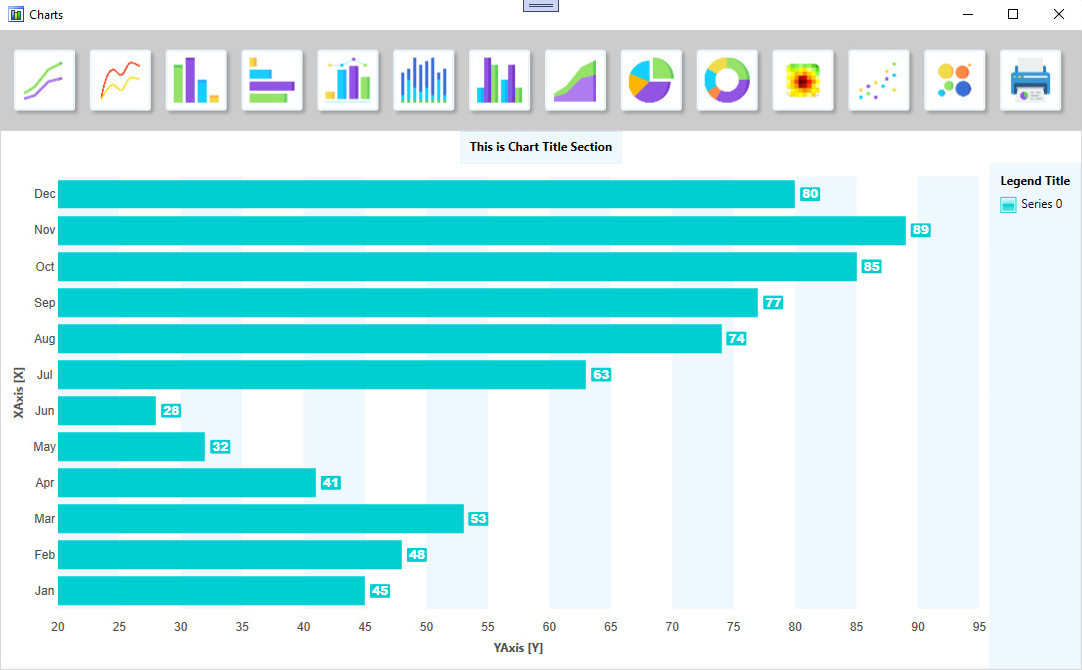 Charts
This is Chart Title Section
Legend Title
Series 0
XAxis [X]
Dec 80
Nov 89
Oct 85
Sep 77
Aug 74
Jul 63
Jun 28
May 32
Apr 41
Mar 53
Feb 48
Jan 45
20 25 30 35 40 45 50 55 60 65 70 75 80 85 90 95
YAxis [Y]